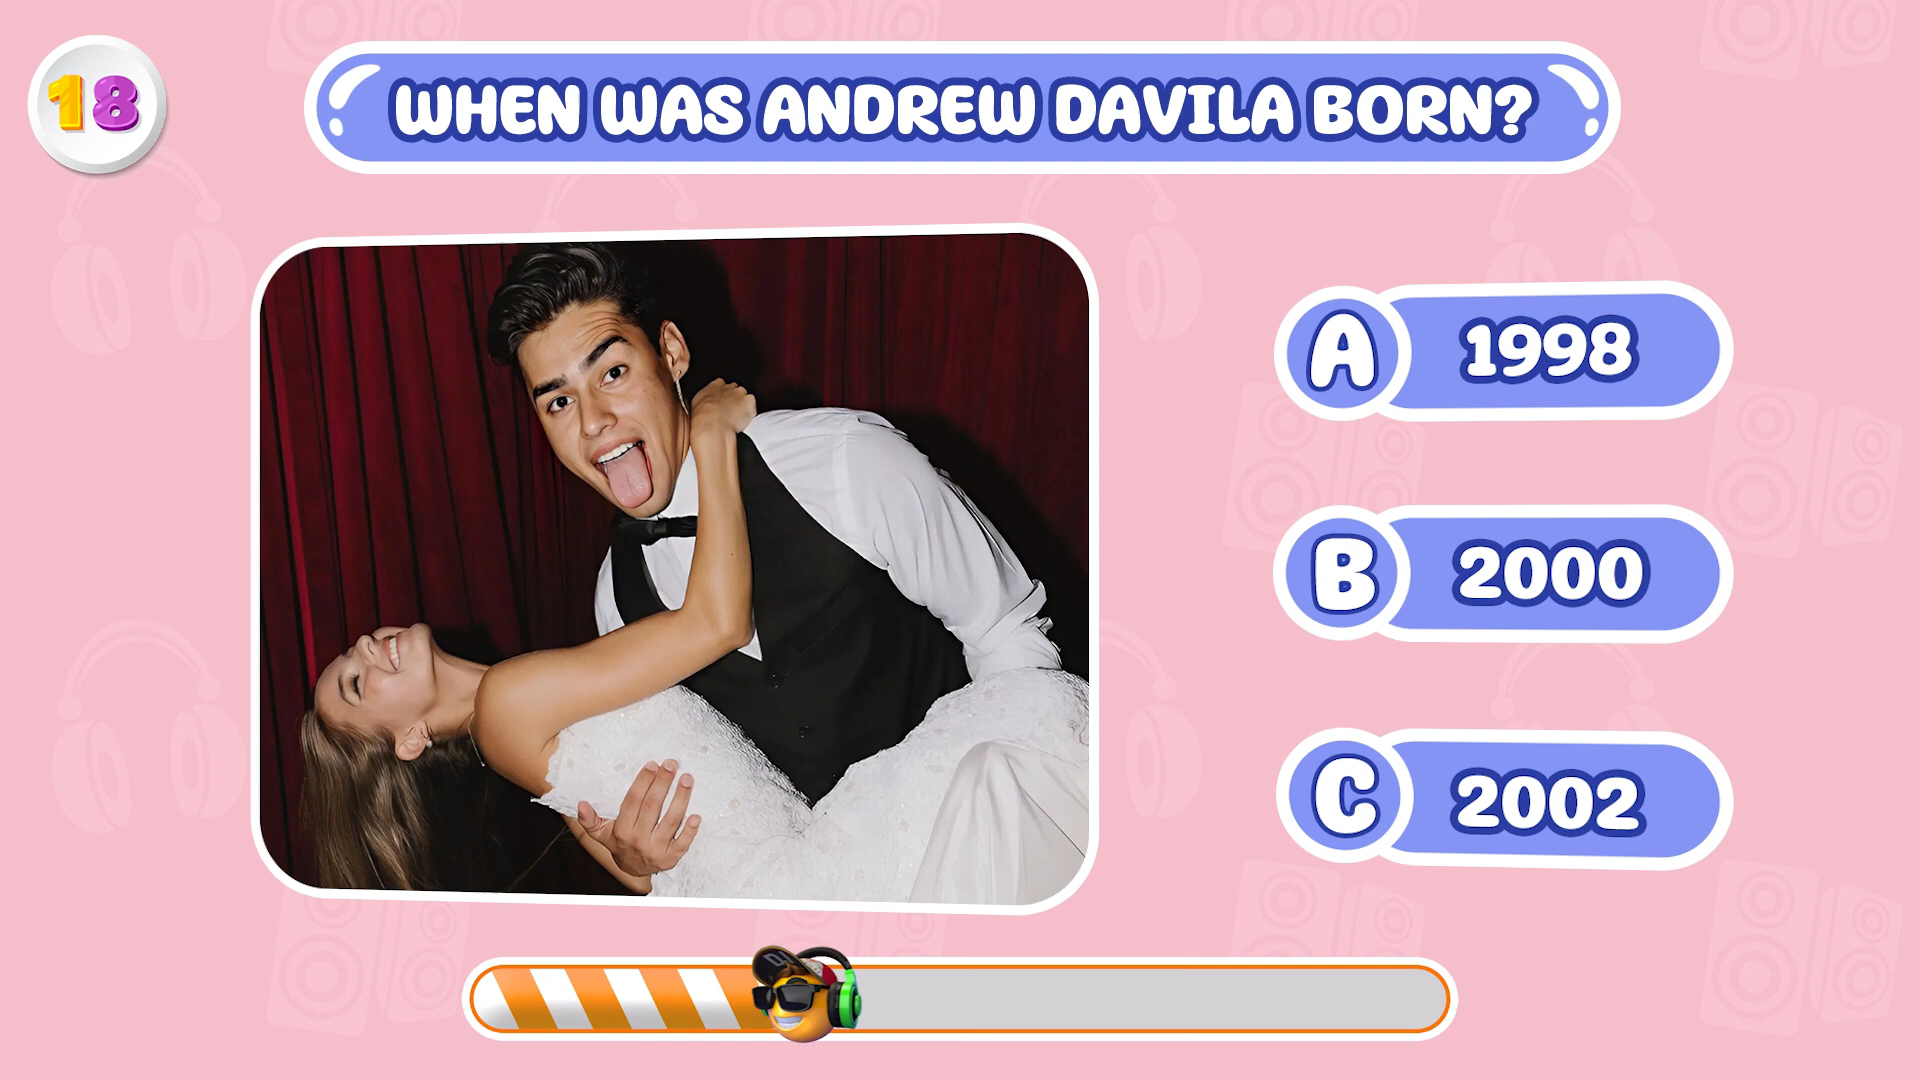 18
WHEN WAS ANDREW DAVILA BORN?
A 1998
B 2000
C 2002